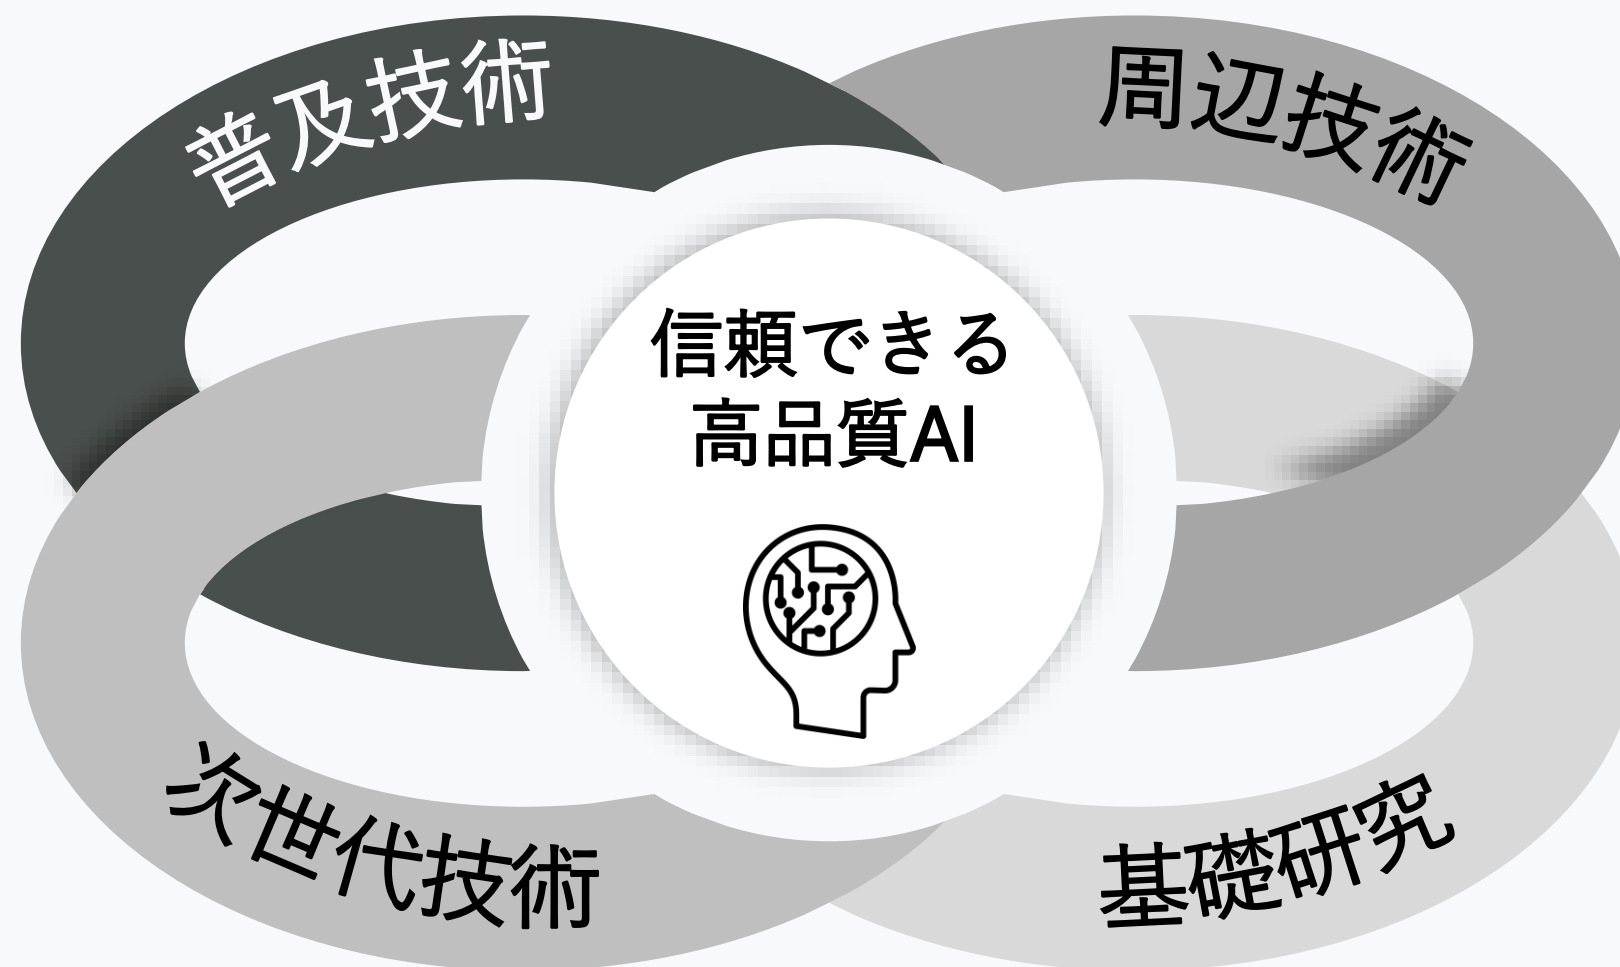 普及技術
周辺技術
信頼できる
高品質AI
次世代技術
基礎研究